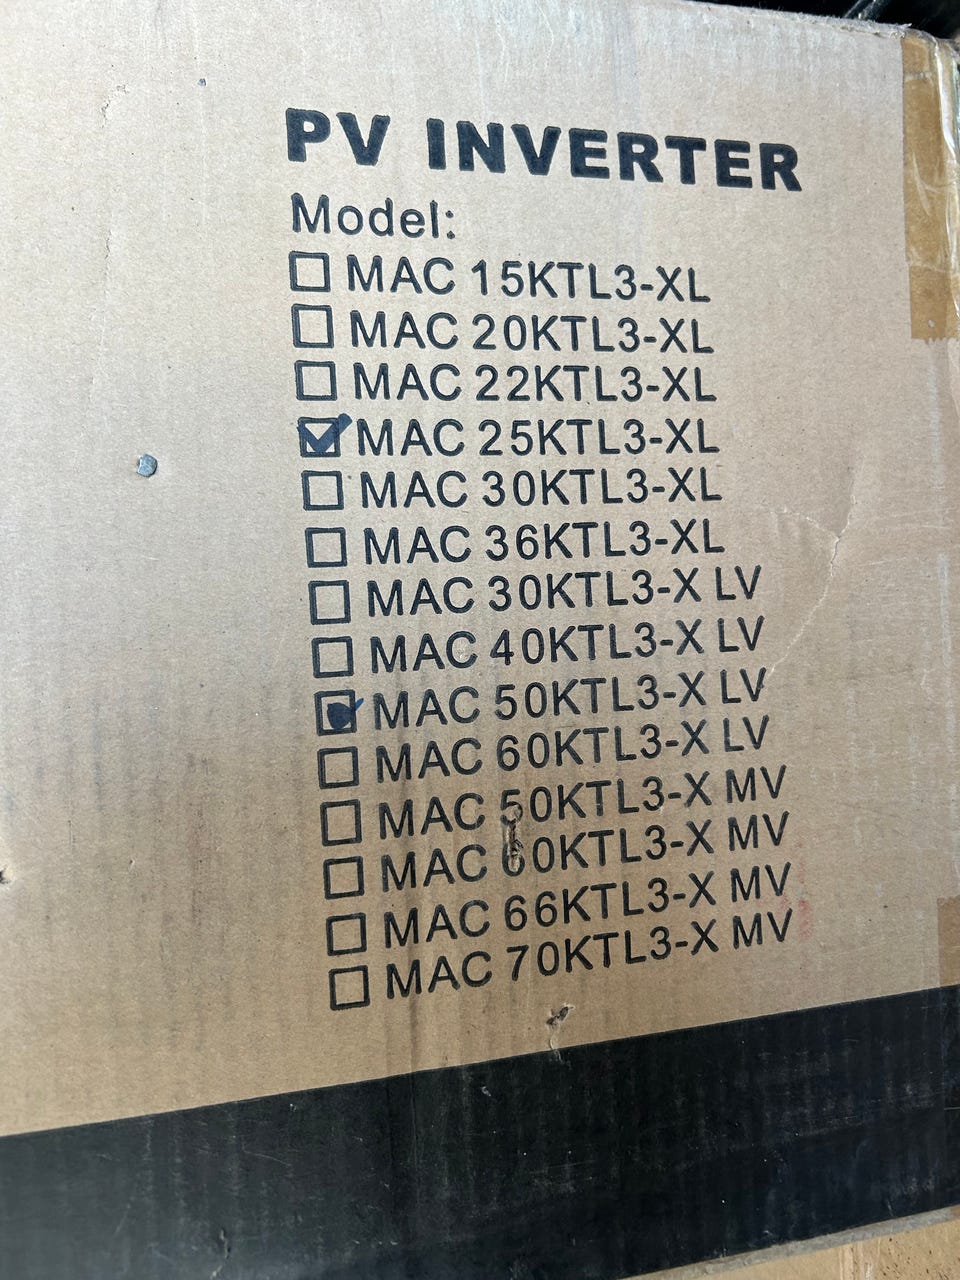 PV INVERTER
Model:
☐ MAC 15KTL3-XL
☐ MAC 20KTL3-XL
☐ MAC 22KTL3-XL
☑ MAC 25KTL3-XL
☐ MAC 30KTL3-XL
☐ MAC 36KTL3-XL
☐ MAC 30KTL3-X LV
☐ MAC 40KTL3-X LV
☑ MAC 50KTL3-X LV
☐ MAC 60KTL3-X LV
☐ MAC 50KTL3-X MV
☐ MAC 60KTL3-X MV
☐ MAC 66KTL3-X MV
☐ MAC 70KTL3-X MV